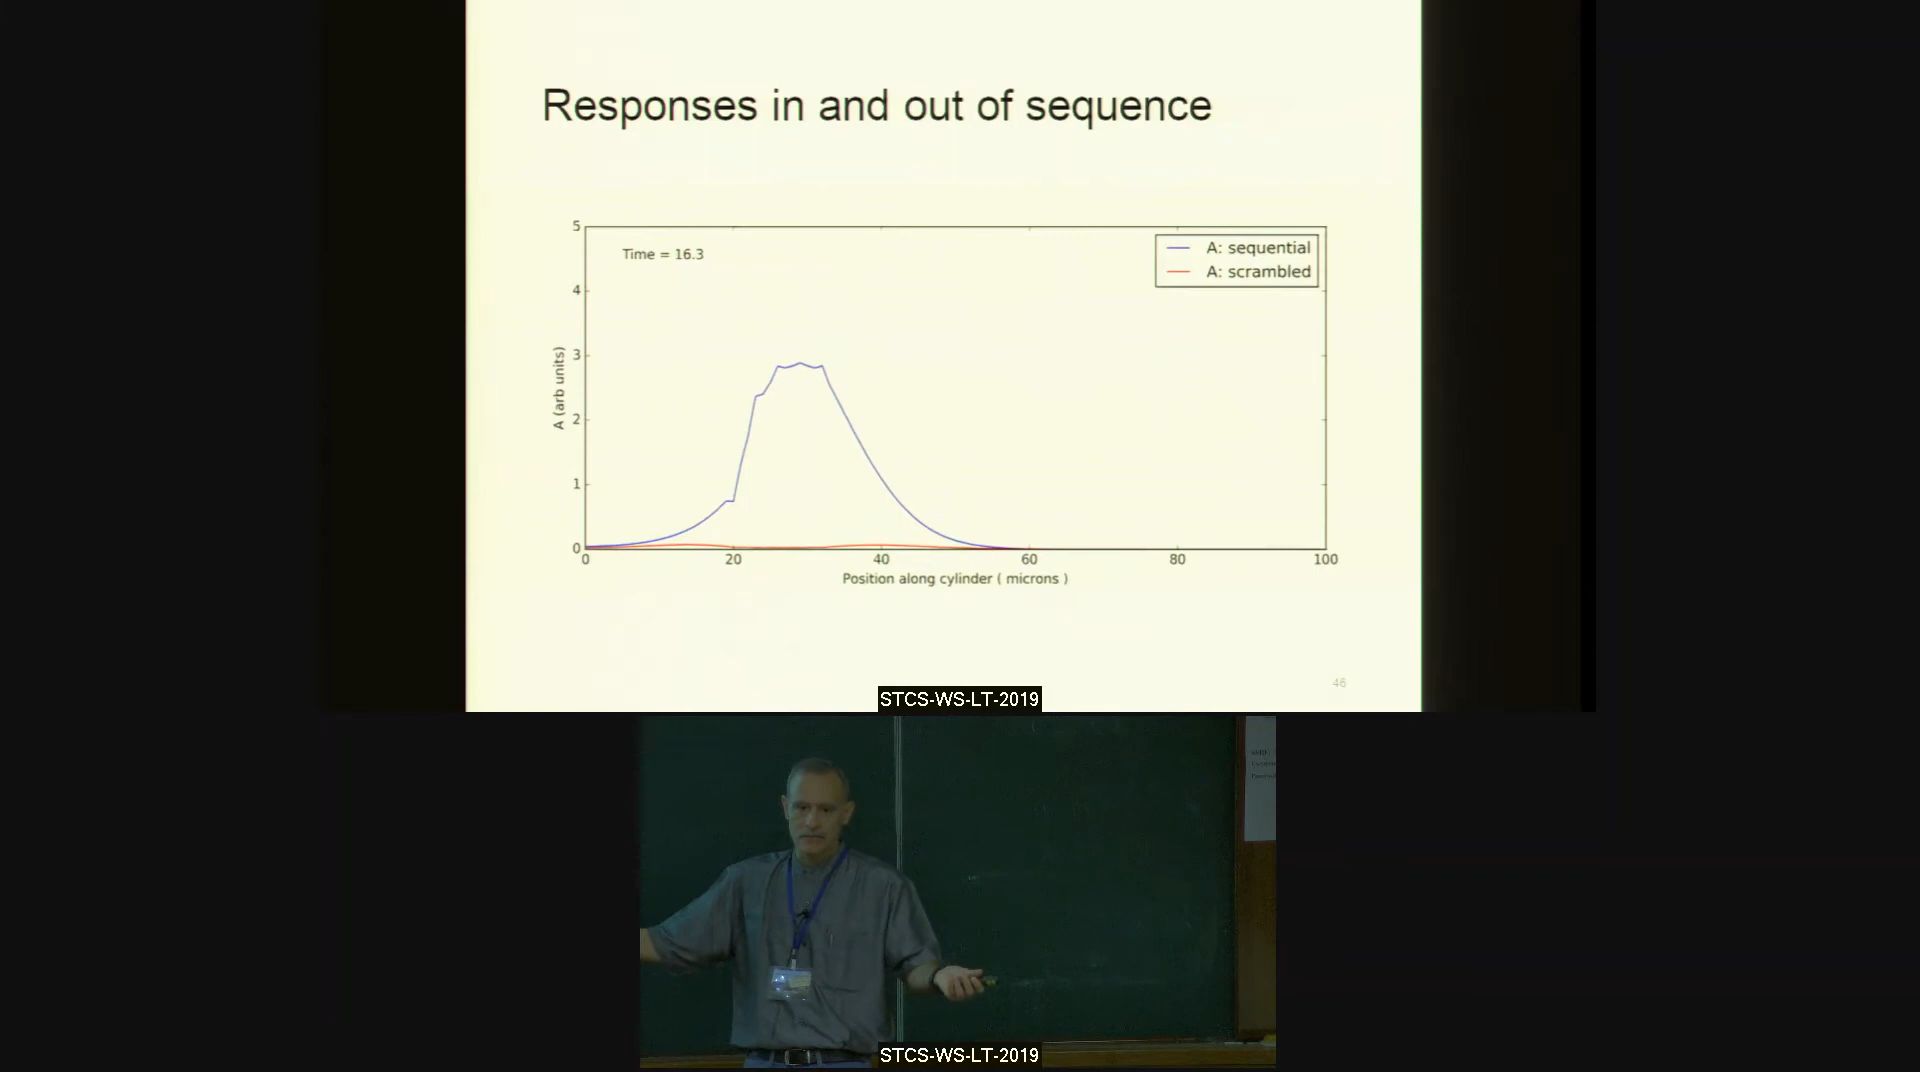 Responses in and out of sequence
5
Time = 16.3
A: sequential
A: scrambled
4
3
A (arb units)
2
1
0
0 20 40 60 80 100
Position along cylinder ( microns )
46
STCS-WS-LT-2019
STCS-WS-LT-2019